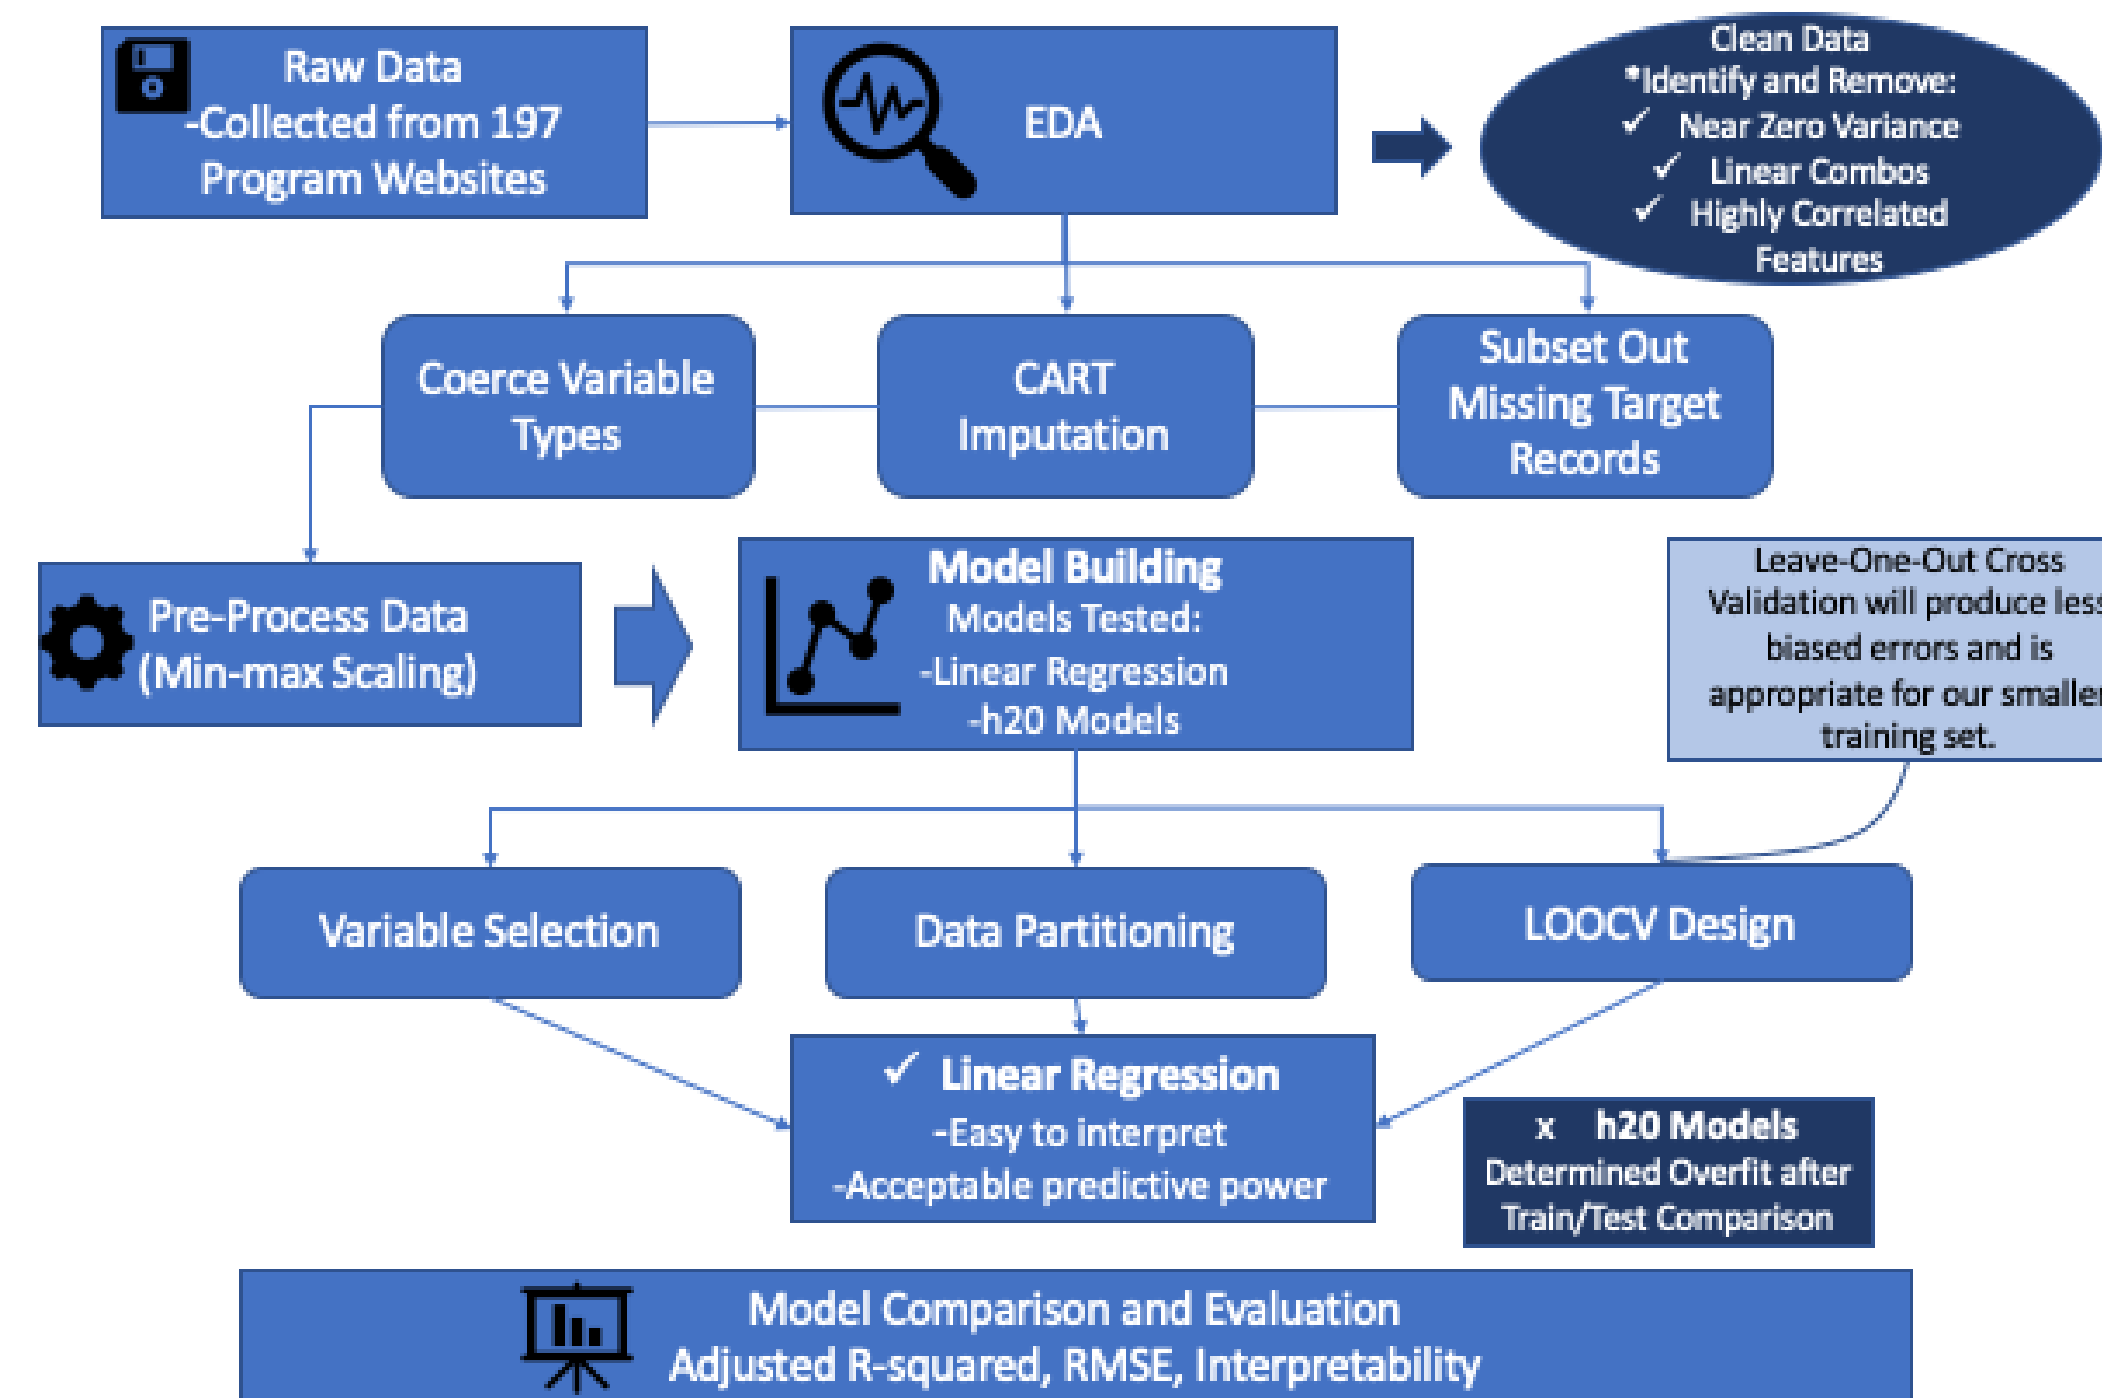 Raw Data
-Collected from 197
Program Websites
EDA
Clean Data
*Identify and Remove:
✓ Near Zero Variance
✓ Linear Combos
✓ Highly Correlated
Features
Coerce Variable
Types
CART
Imputation
Subset Out
Missing Target
Records
Pre-Process Data
(Min-max Scaling)
Model Building
Models Tested:
-Linear Regression
-h20 Models
Leave-One-Out Cross
Validation will produce less
biased errors and is
appropriate for our smaller
training set.
Variable Selection
Data Partitioning
LOOCV Design
✓ Linear Regression
-Easy to interpret
-Acceptable predictive power
x h20 Models
Determined Overfit after
Train/Test Comparison
Model Comparison and Evaluation
Adjusted R-squared, RMSE, Interpretability